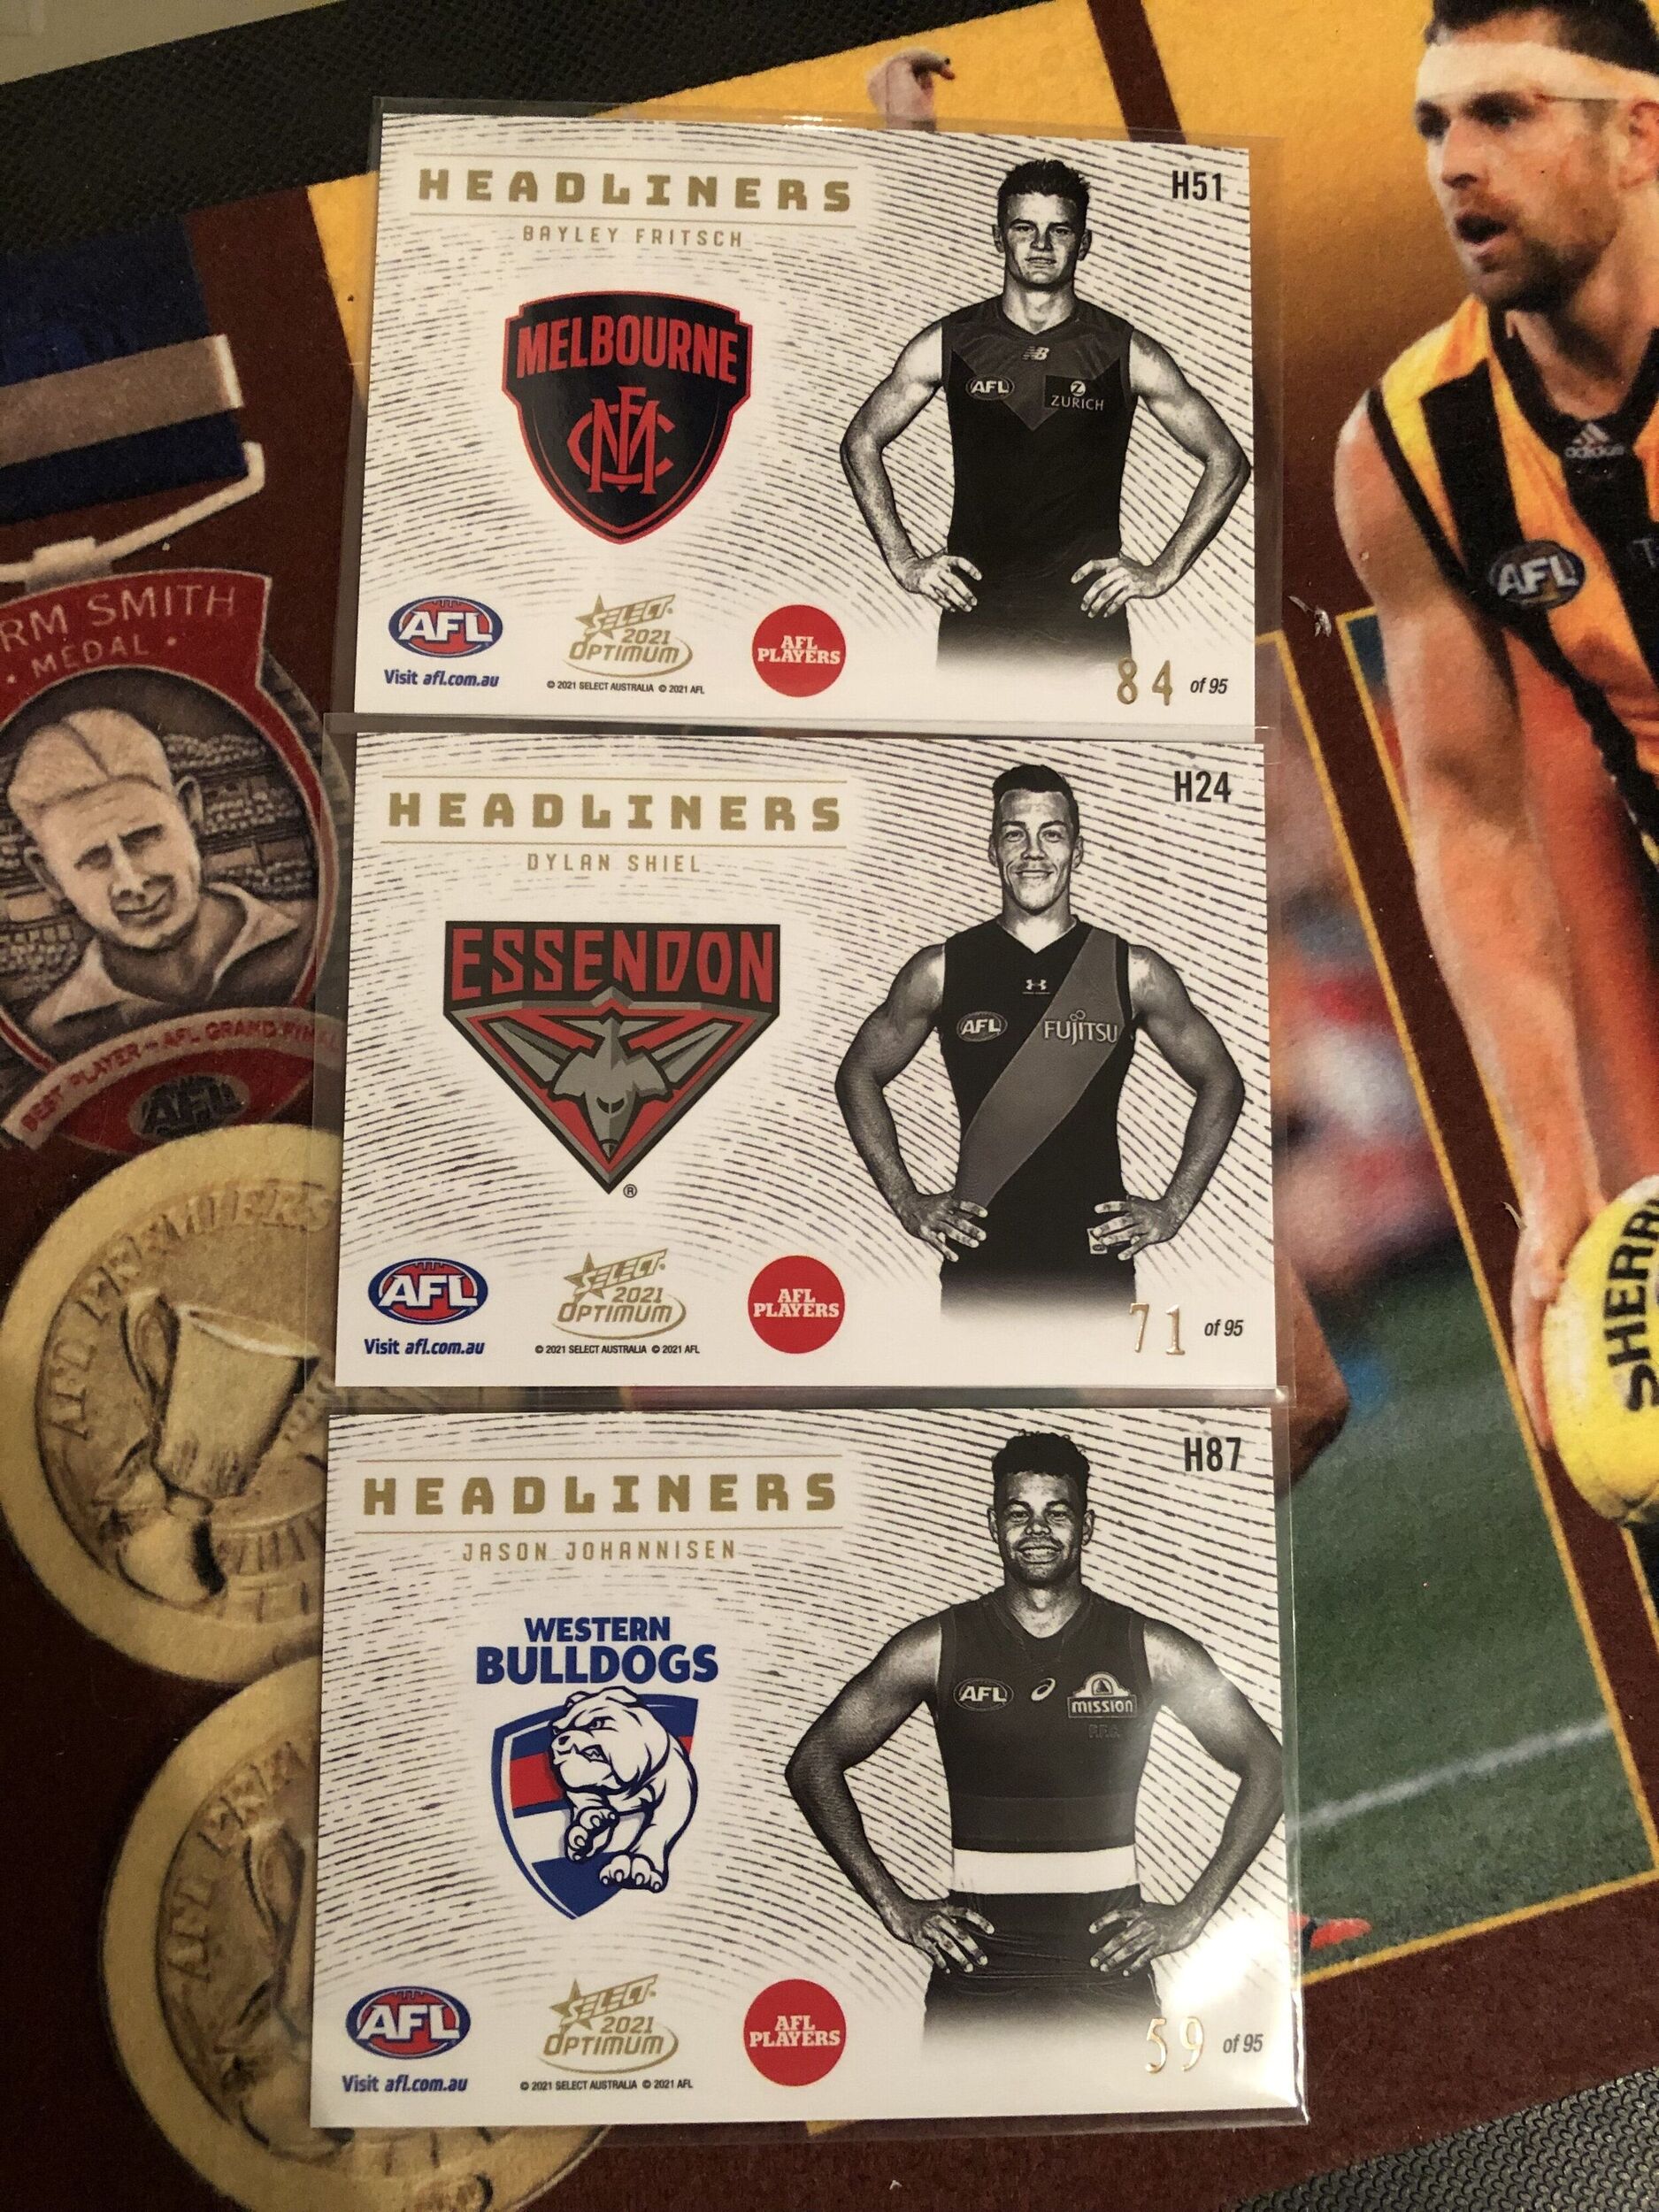 HEADLINERS
BAYLEY FRITSCH
H51
MELBOURNE
MFC
AFL
ZURICH
AFL
Visit afl.com.au
SELECT
2021
OPTIMUM
© 2021 SELECT AUSTRALIA © 2021 AFL
AFL
PLAYERS
84 of 95
HEADLINERS
DYLAN SHIEL
H24
ESSENDON
®
AFL
FUJITSU
AFL
Visit afl.com.au
SELECT
2021
OPTIMUM
© 2021 SELECT AUSTRALIA © 2021 AFL
AFL
PLAYERS
71 of 95
HEADLINERS
JASON JOHANNISEN
H87
WESTERN
BULLDOGS
AFL
mission
AFL
Visit afl.com.au
SELECT
2021
OPTIMUM
© 2021 SELECT AUSTRALIA © 2021 AFL
AFL
PLAYERS
59 of 95
RM SMITH
• MEDAL •
BEST PLAYER – AFL GRAND FINAL
AFL
AFL PREMIERS
adidas
AFL
SHERR